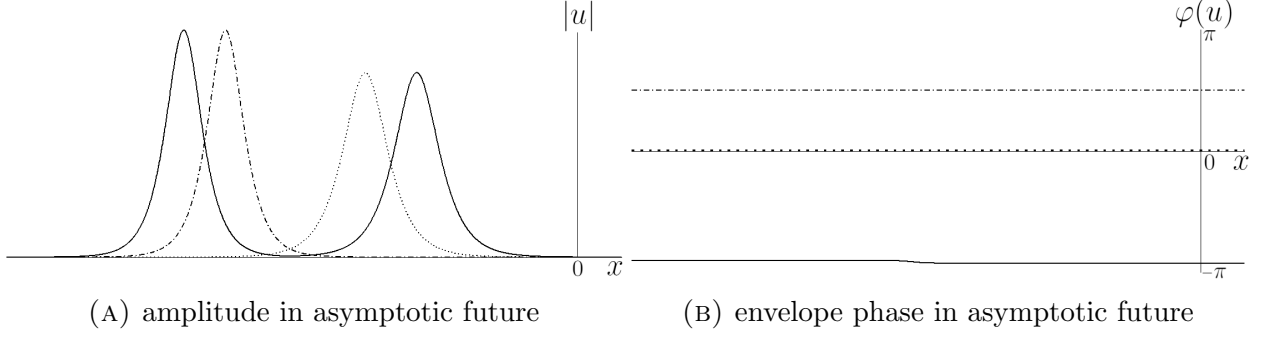 |u|
0
x
φ(u)
π
0
x
−π
(A) amplitude in asymptotic future
(B) envelope phase in asymptotic future